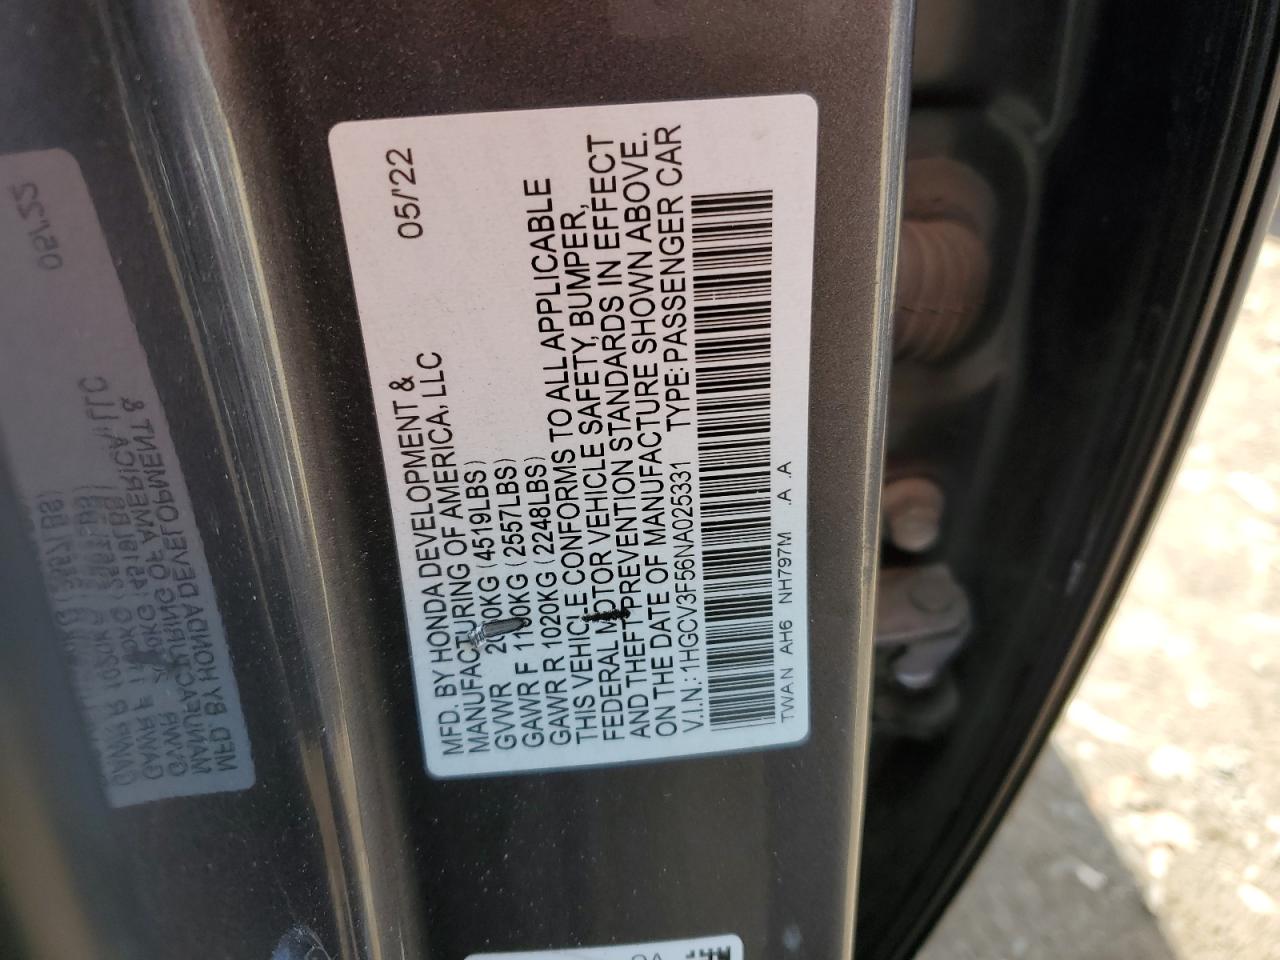 MFD. BY HONDA DEVELOPMENT &
MANUFACTURING OF AMERICA, LLC 05/'22
GVWR 2050KG (4519LBS)
GAWR F 1160KG (2557LBS)
GAWR R 1020KG (2248LBS)
THIS VEHICLE CONFORMS TO ALL APPLICABLE
FEDERAL MOTOR VEHICLE SAFETY, BUMPER,
AND THEFT PREVENTION STANDARDS IN EFFECT
ON THE DATE OF MANUFACTURE SHOWN ABOVE.
V.I.N.: 1HGCV3F56NA025331 TYPE: PASSENGER CAR
TWAN AH6 NH797M .A .A